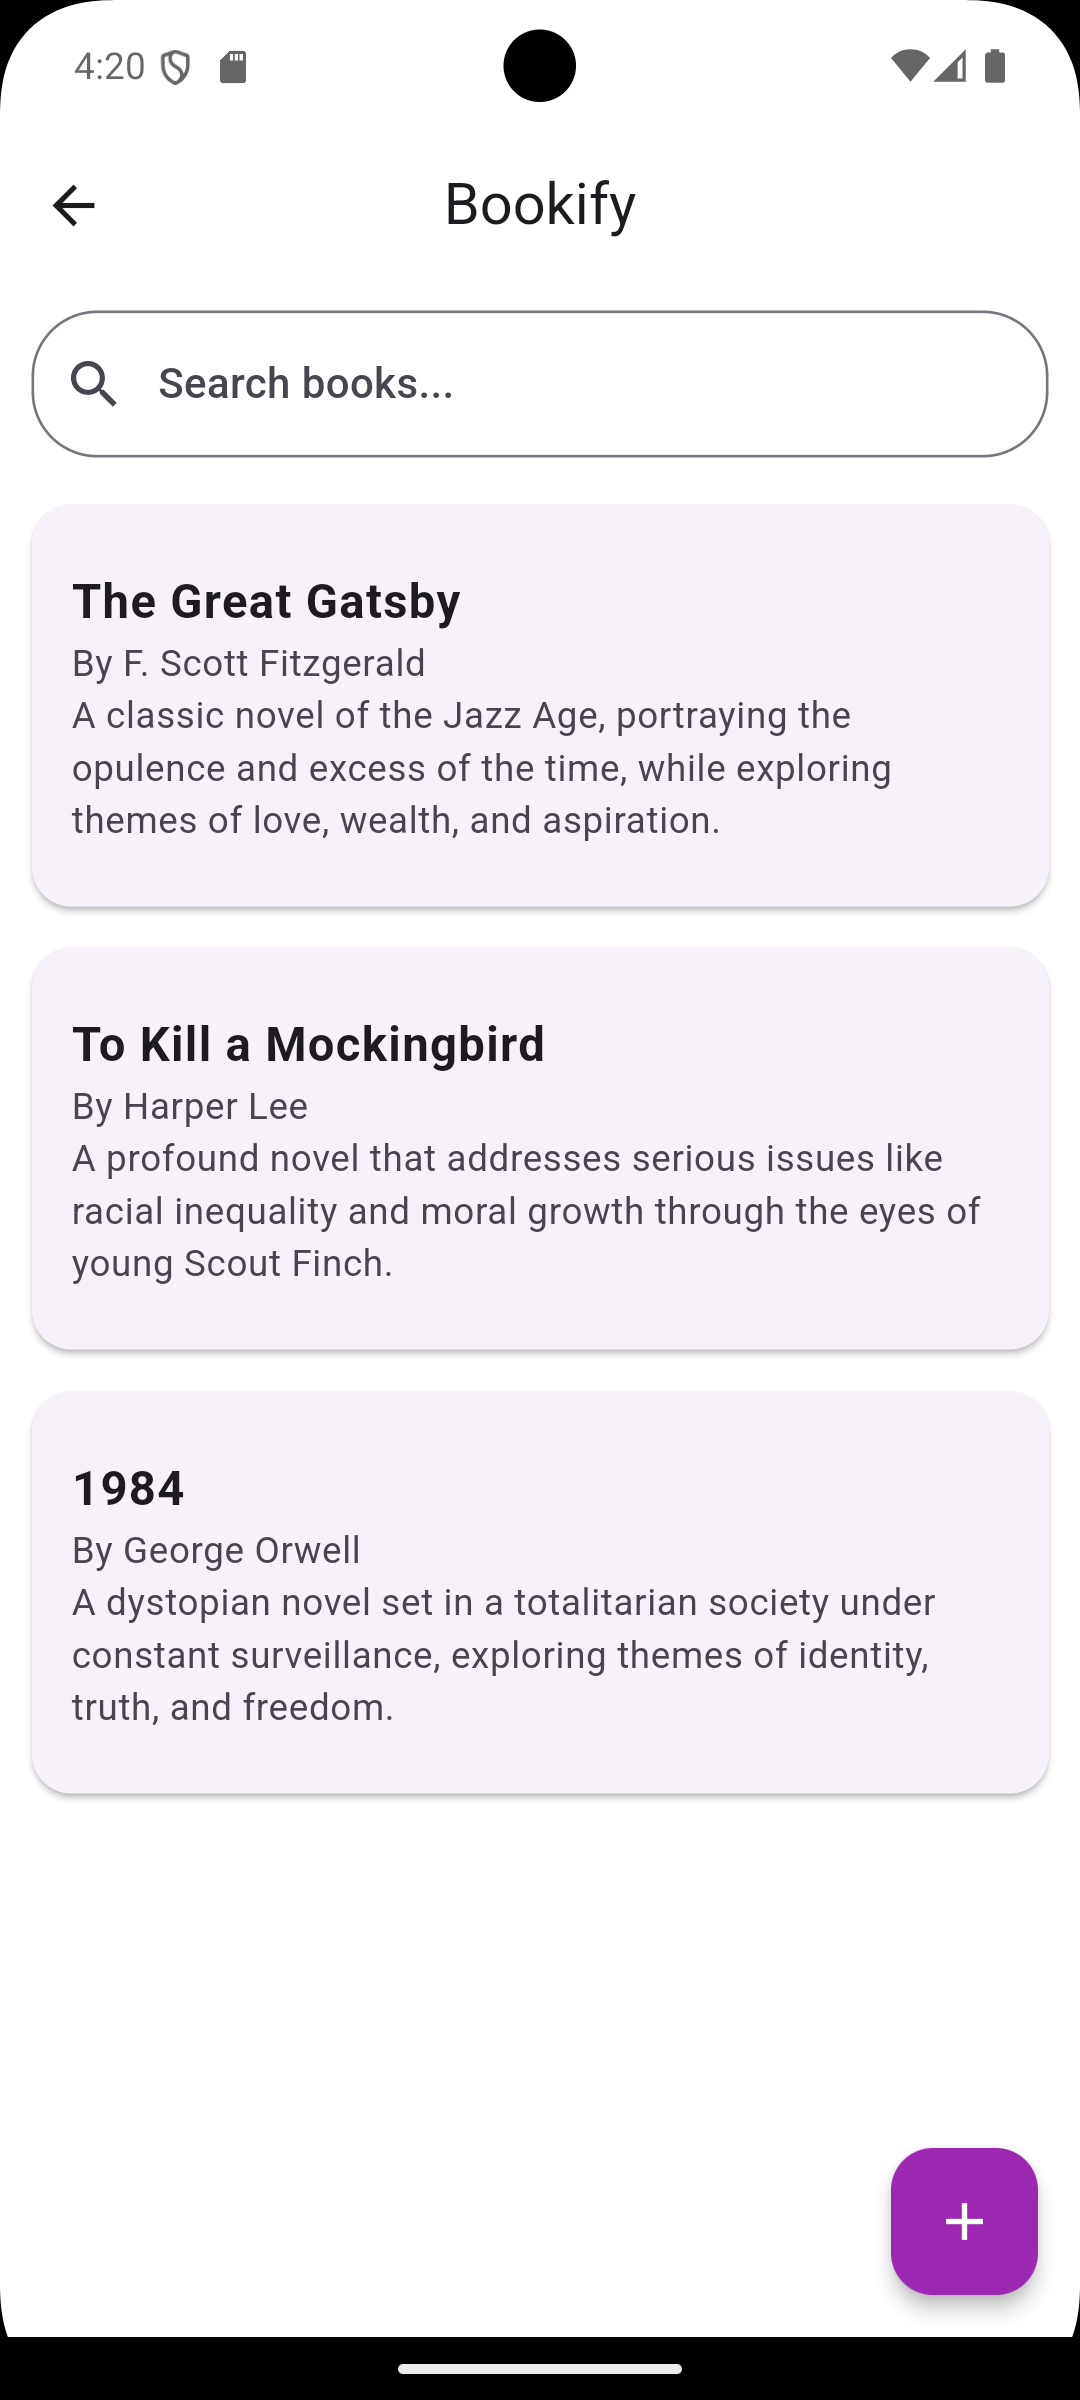 4:20
Bookify
Search books...
The Great Gatsby
By F. Scott Fitzgerald
A classic novel of the Jazz Age, portraying the
opulence and excess of the time, while exploring
themes of love, wealth, and aspiration.
To Kill a Mockingbird
By Harper Lee
A profound novel that addresses serious issues like
racial inequality and moral growth through the eyes of
young Scout Finch.
1984
By George Orwell
A dystopian novel set in a totalitarian society under
constant surveillance, exploring themes of identity,
truth, and freedom.